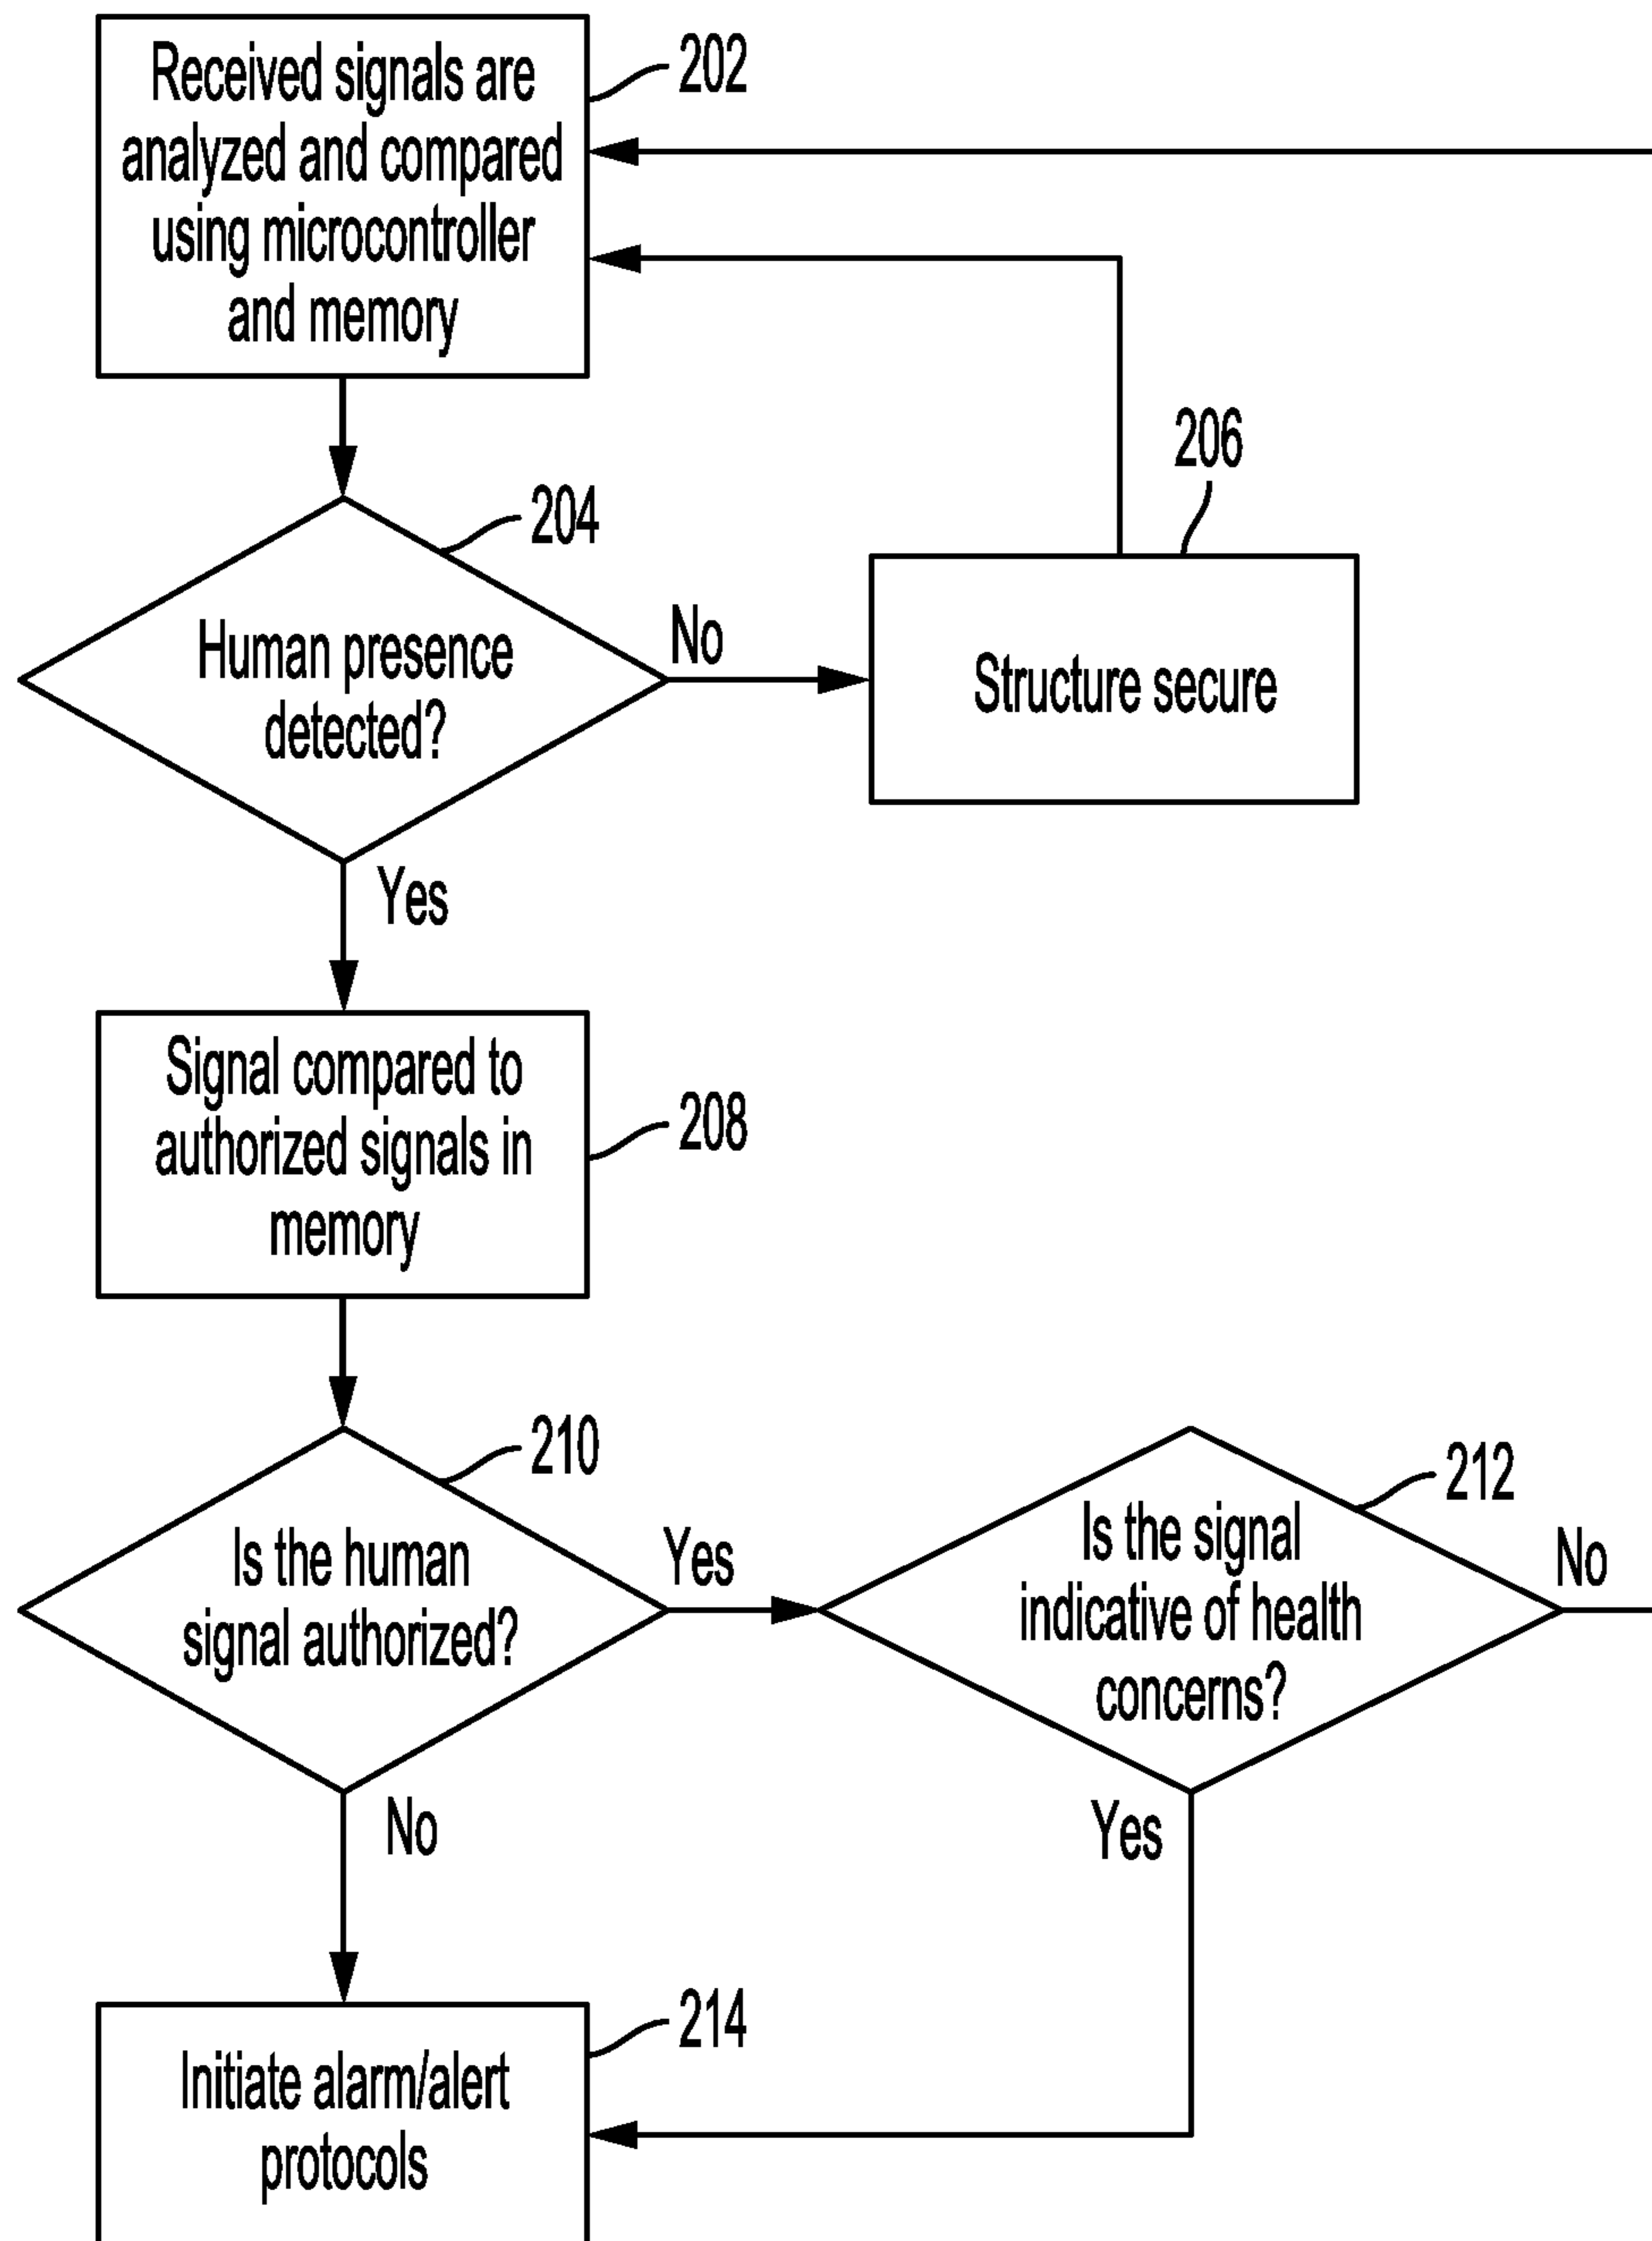 Received signals are
analyzed and compared
using microcontroller
and memory
202
204
Human presence
detected?
No
206
Structure secure
Yes
Signal compared to
authorized signals in
memory
208
210
Is the human
signal authorized?
Yes
212
Is the signal
indicative of health
concerns?
No
No
Yes
214
Initiate alarm/alert
protocols